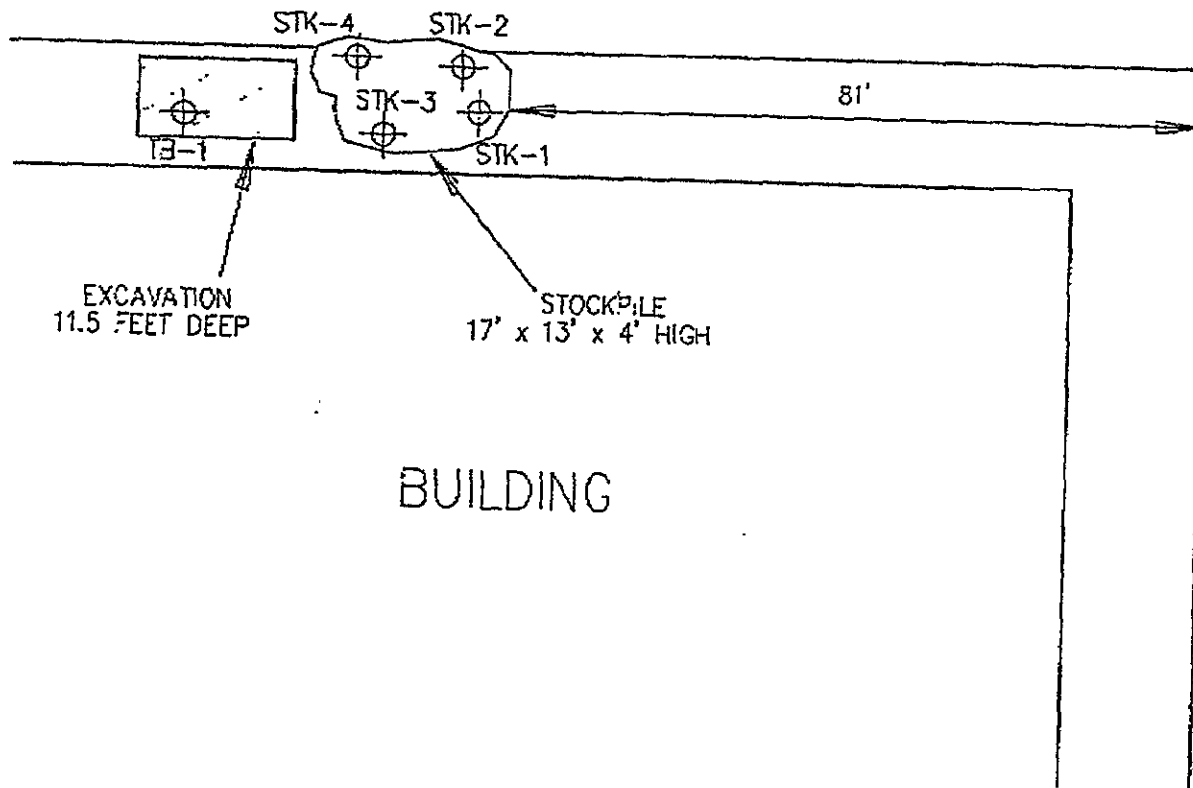 STK-4
STK-2
81'
STK-3
TB-1
STK-1
EXCAVATION
11.5 FEET DEEP
STOCKPILE
17' x 13' x 4' HIGH
BUILDING